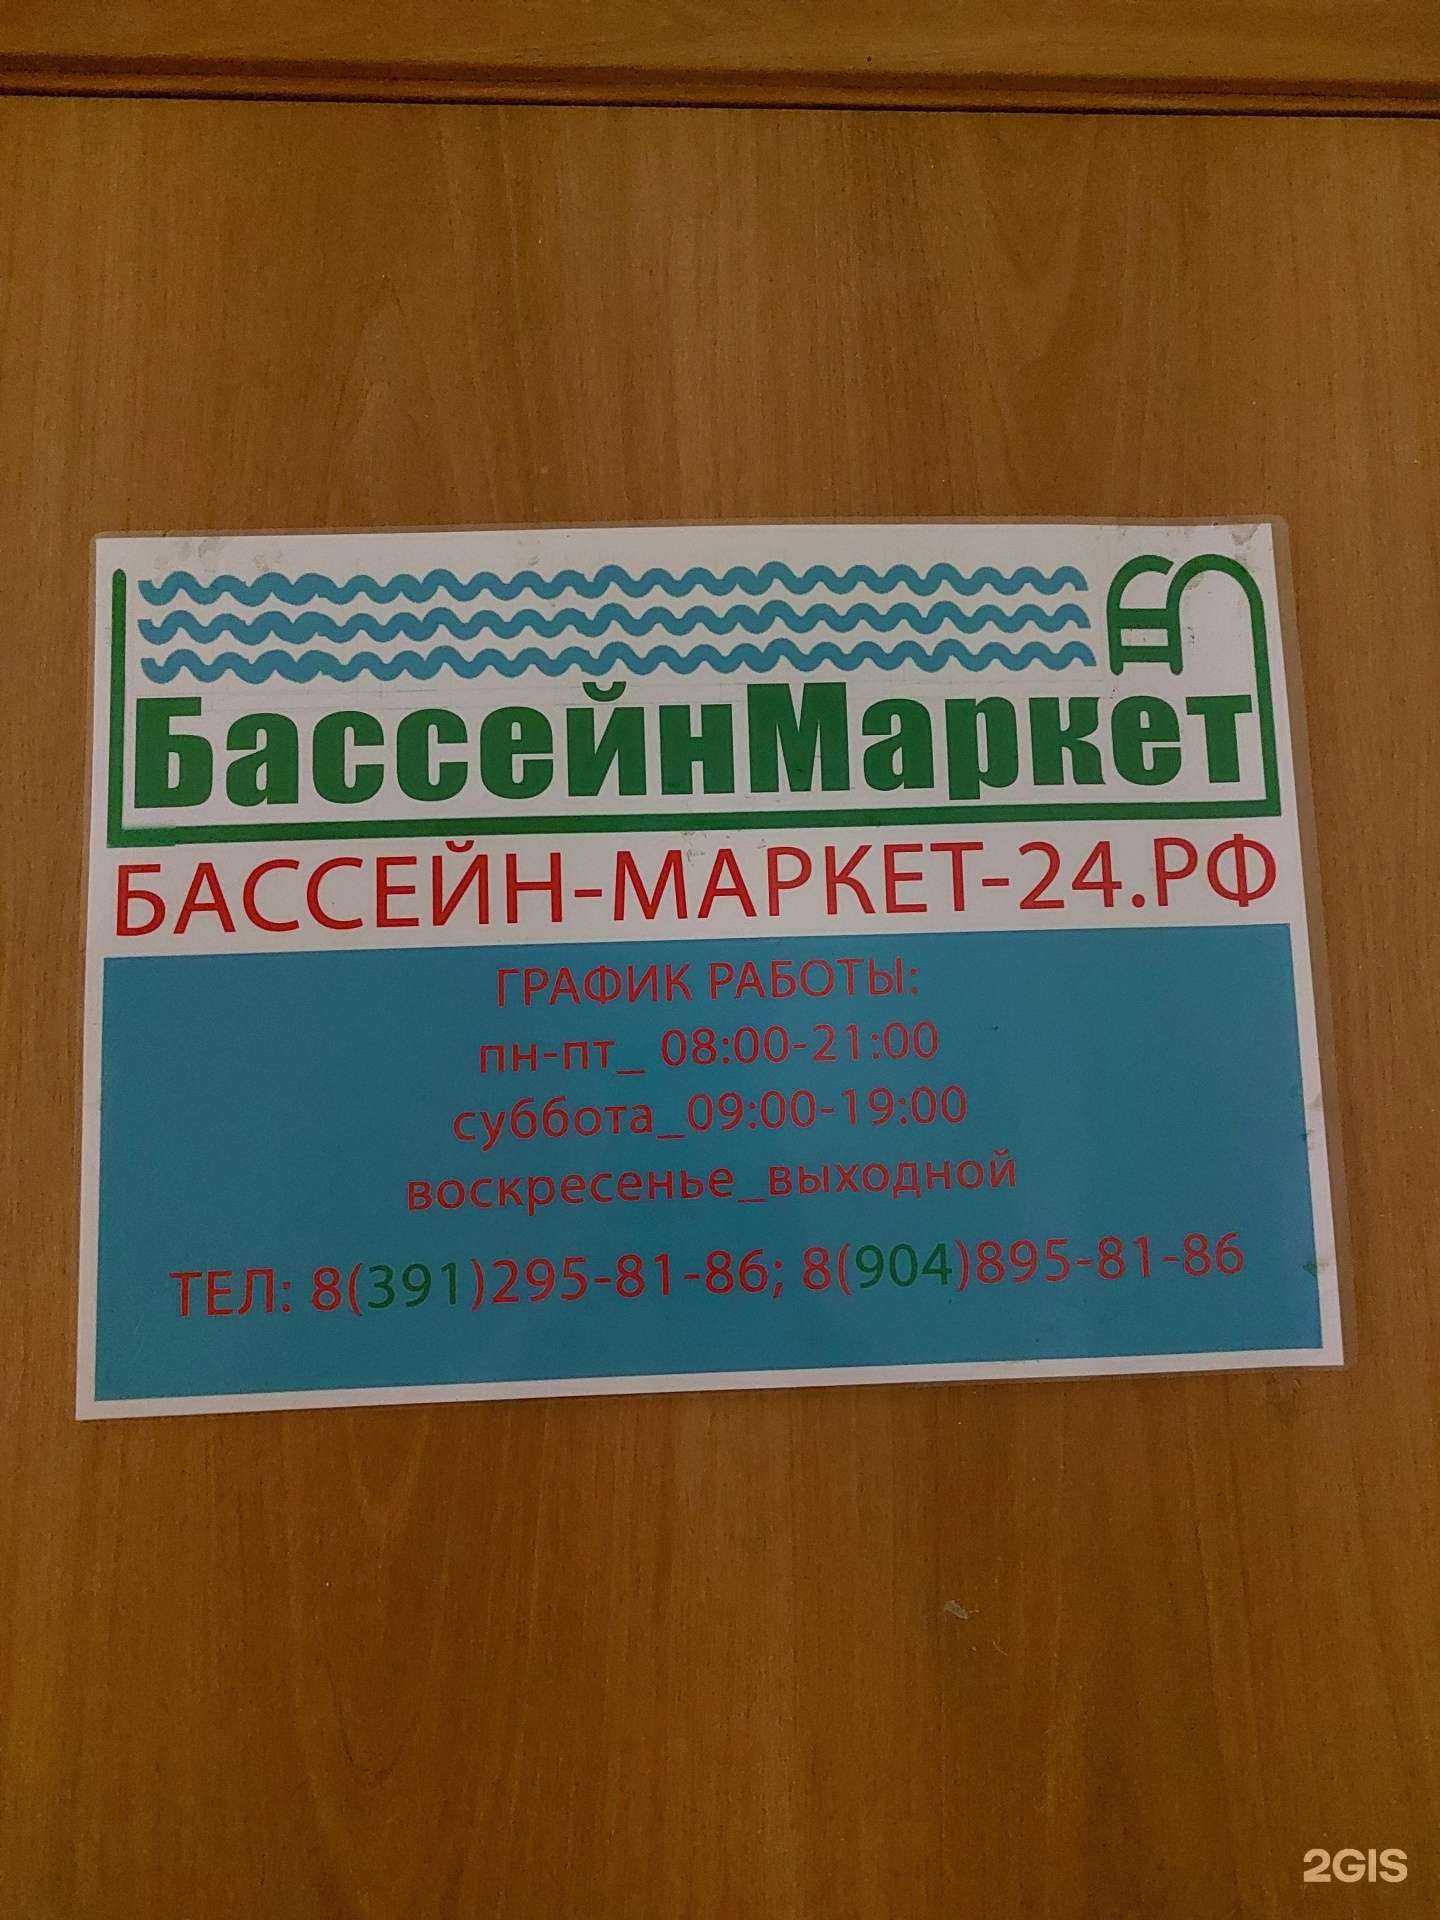 БассейнМаркет
БАССЕЙН-МАРКЕТ-24.РФ
ГРАФИК РАБОТЫ:
пн-пт_ 08:00-21:00
суббота_09:00-19:00
воскресенье_выходной
ТЕЛ: 8(391)295-81-86; 8(904)895-81-86
2GIS